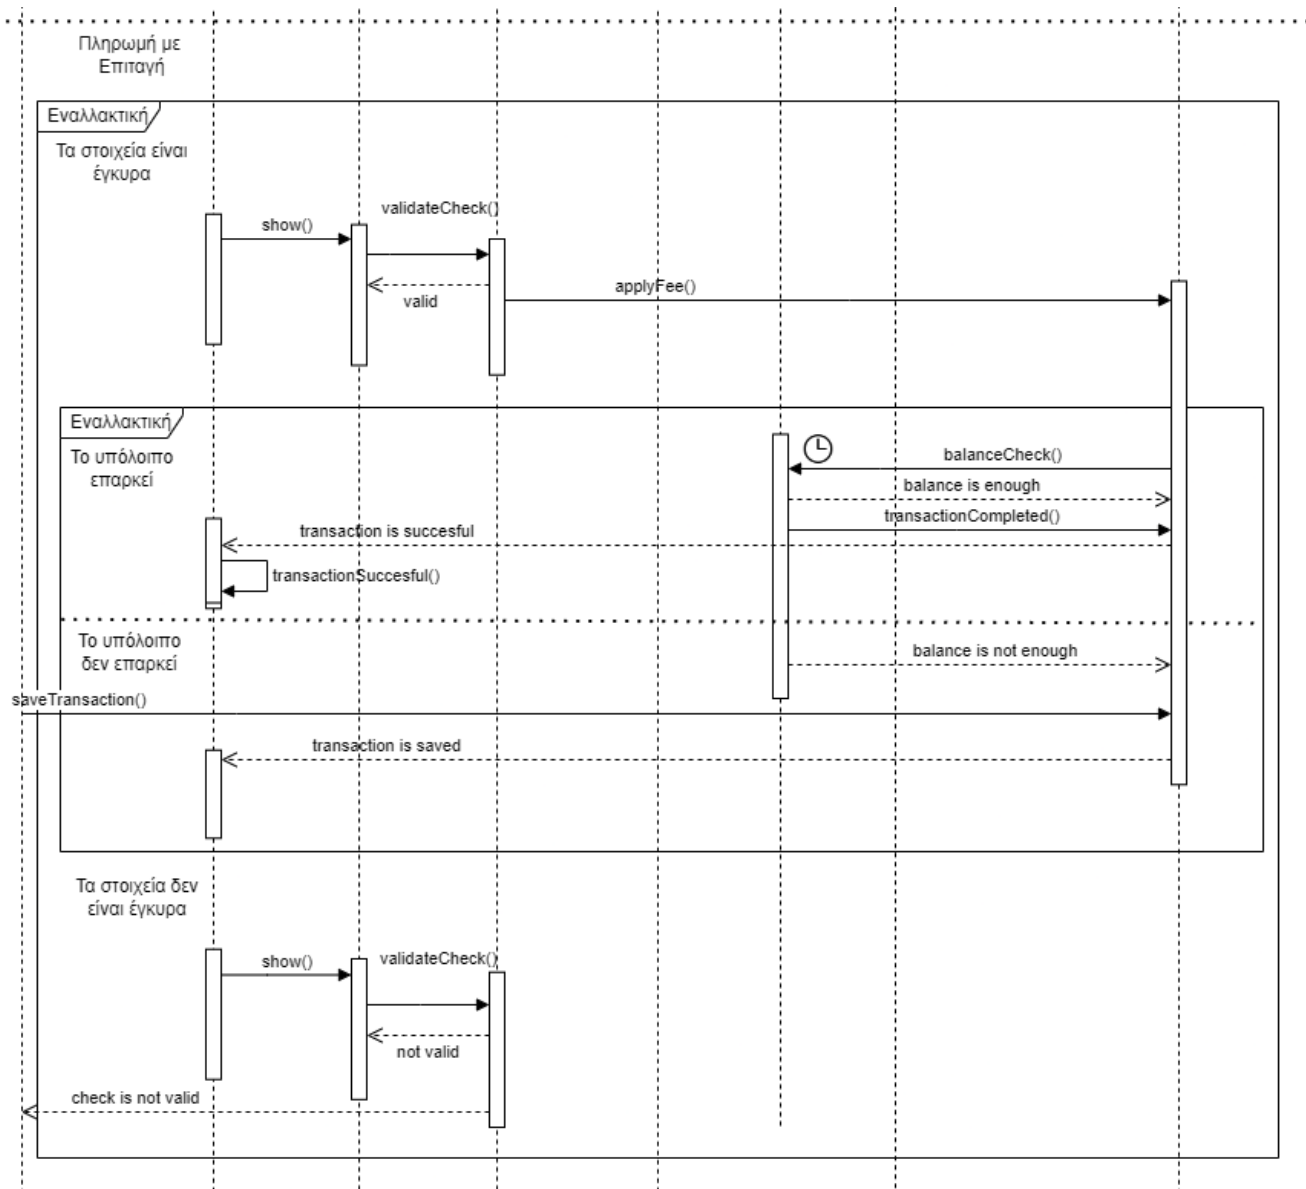 Πληρωμή με
Επιταγή
Εναλλακτική
Τα στοιχεία είναι
έγκυρα
validateCheck()
show()
applyFee()
valid
Εναλλακτική
Το υπόλοιπο
επαρκεί
balanceCheck()
balance is enough
transactionCompleted()
transaction is succesful
transactionSuccesful()
Το υπόλοιπο
δεν επαρκεί
balance is not enough
saveTransaction()
transaction is saved
Τα στοιχεία δεν
είναι έγκυρα
validateCheck()
show()
not valid
check is not valid